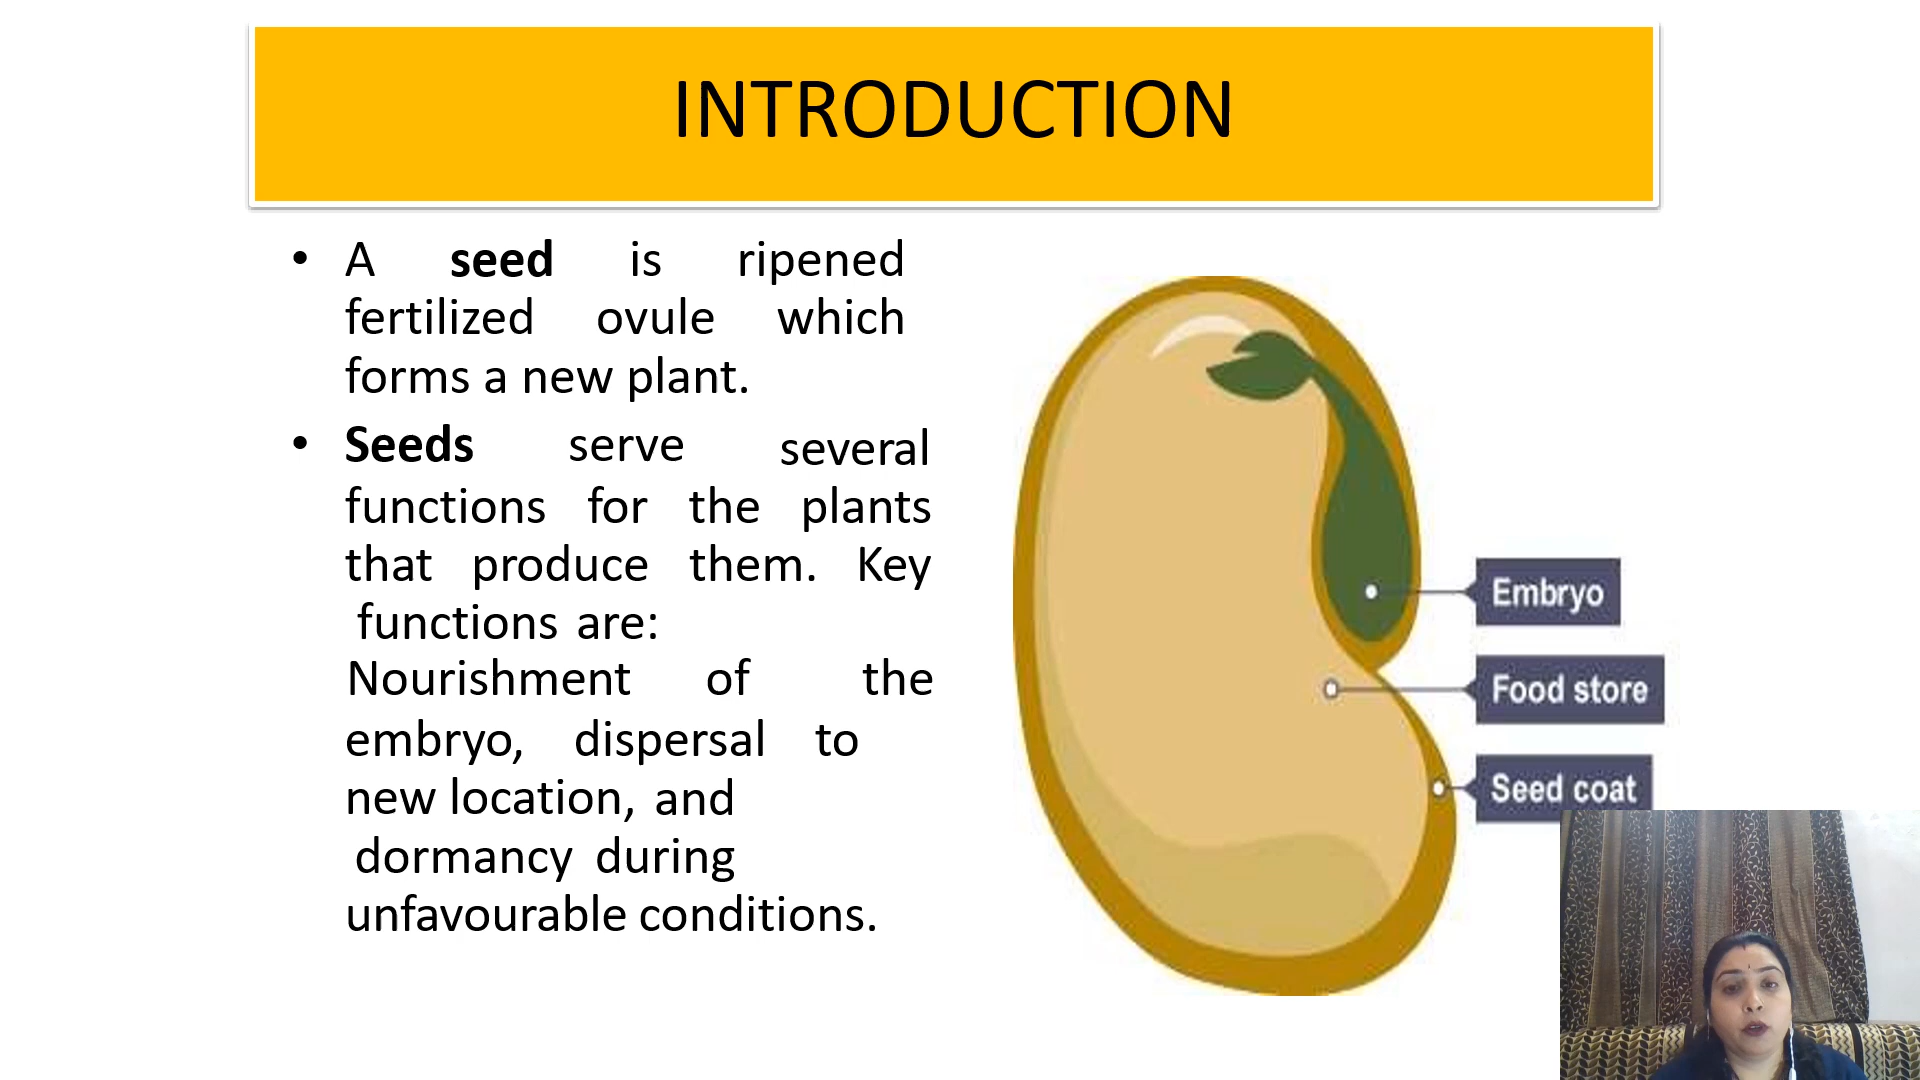 INTRODUCTION
• A seed is ripened
fertilized ovule which
forms a new plant.
• Seeds serve several
functions for the plants
that produce them. Key
functions are:
Nourishment of the
embryo, dispersal to
new location, and
dormancy during
unfavourable conditions.
Embryo
Food store
Seed coat